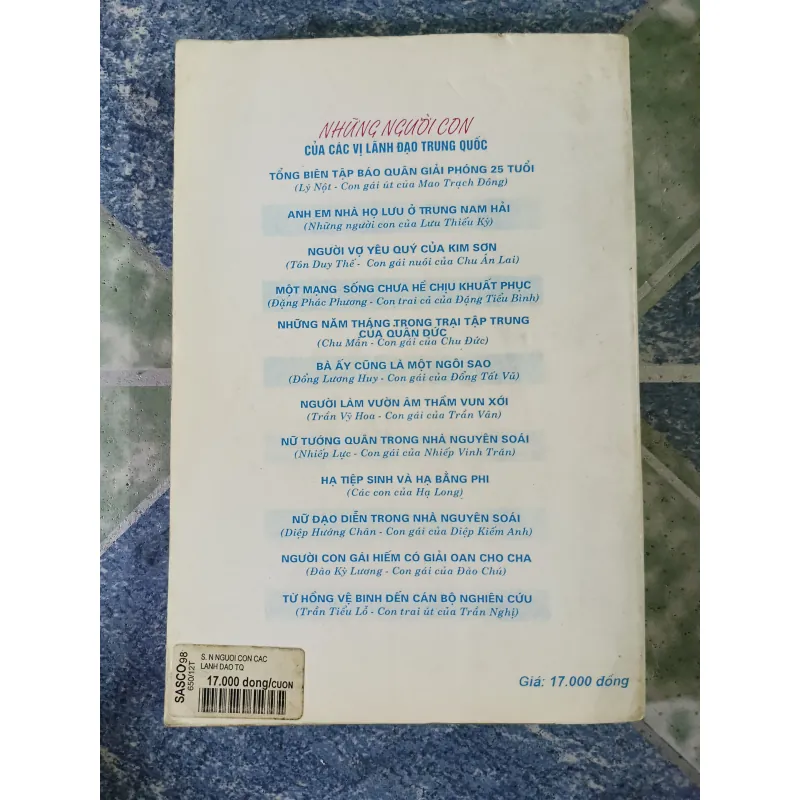 NHỮNG NGƯỜI CON
CỦA CÁC VỊ LÃNH ĐẠO TRUNG QUỐC
TỔNG BIÊN TẬP BÁO QUÂN GIẢI PHÓNG 25 TUỔI
(Lý Nột - Con gái út của Mao Trạch Đông)
ANH EM NHÀ HỌ LƯU Ở TRUNG NAM HẢI
(Những người con của Lưu Thiếu Kỳ)
NGƯỜI VỢ YÊU QUÝ CỦA KIM SƠN
(Tôn Duy Thế - Con gái nuôi của Chu Ân Lai)
MỘT MẠNG SỐNG CHƯA HỀ CHỊU KHUẤT PHỤC
(Đặng Phác Phương - Con trai cả của Đặng Tiểu Bình)
NHỮNG NĂM THÁNG TRONG TRẠI TẬP TRUNG
CỦA QUÂN ĐỨC
(Chu Mẫn - Con gái của Chu Đức)
BÀ ẤY CŨNG LÀ MỘT NGÔI SAO
(Đổng Lương Huy - Con gái của Đổng Tất Vũ)
NGƯỜI LÀM VƯỜN ÂM THẦM VUN XỚI
(Trần Vỹ Hoa - Con gái của Trần Vân)
NỮ TƯỚNG QUÂN TRONG NHÀ NGUYÊN SOÁI
(Nhiếp Lực - Con gái của Nhiếp Vinh Trăn)
HẠ TIỆP SINH VÀ HẠ BẰNG PHI
(Các con của Hạ Long)
NỮ ĐẠO DIỄN TRONG NHÀ NGUYÊN SOÁI
(Diệp Hướng Chân - Con gái của Diệp Kiếm Anh)
NGƯỜI CON GÁI HIẾM CÓ GIẢI OAN CHO CHA
(Đào Kỳ Lương - Con gái của Đào Chú)
TỪ HỒNG VỆ BINH ĐẾN CÁN BỘ NGHIÊN CỨU
(Trần Tiểu Lỗ - Con trai út của Trần Nghị)
SASCO98
650/12T
S. N NGUOI CON CAC
LANH DAO TQ
17.000 dong/CUON
Giá: 17.000 đồng